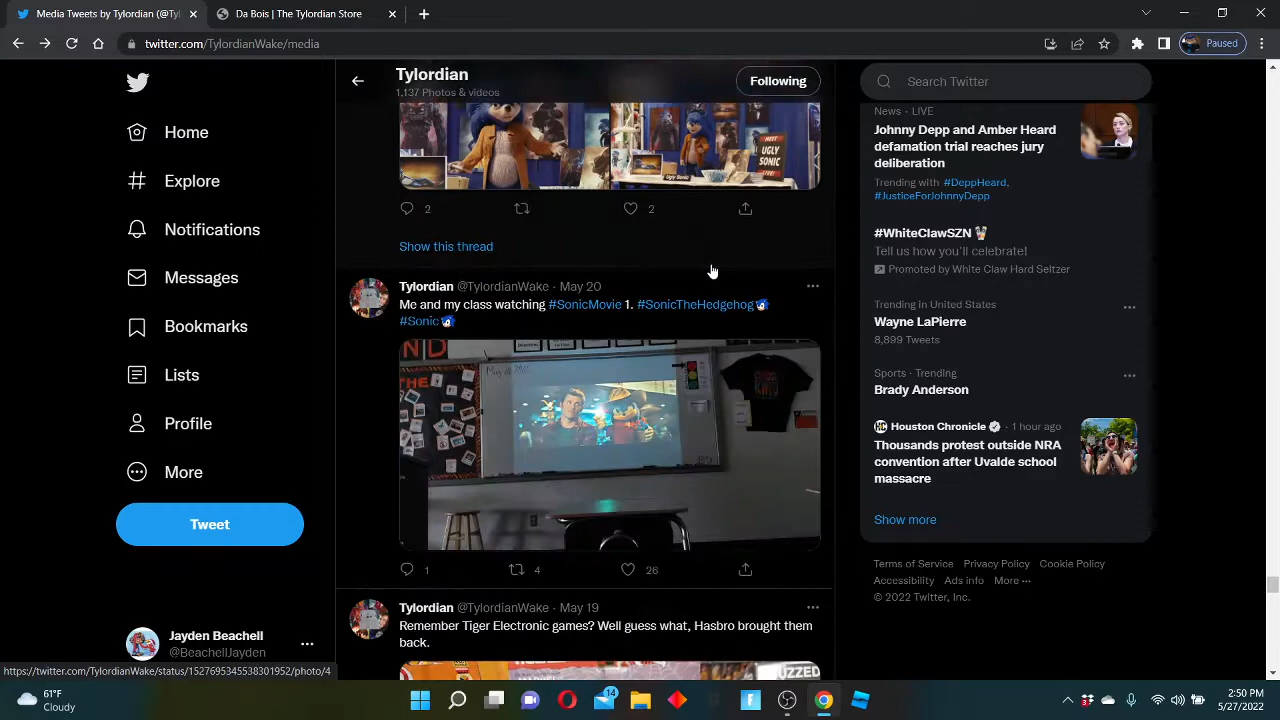 Media Tweets by Tylordian (@Tyl
Da Bois | The Tylordian Store
twitter.com/TylordianWake/media
Paused
Home
Explore
Notifications
Messages
Bookmarks
Lists
Profile
More
Tweet
Jayden Beachell
@BeachellJayden
Tylordian
1,137 Photos & videos
Following
MEET
UGLY
SONIC
LIVE!
Ugly Sonic
2
2
Show this thread
Tylordian @TylordianWake · May 20
Me and my class watching #SonicMovie 1. #SonicTheHedgehog
#Sonic
1
4
26
Tylordian @TylordianWake · May 19
Remember Tiger Electronic games? Well guess what, Hasbro brought them
back.
Search Twitter
News · LIVE
Johnny Depp and Amber Heard
defamation trial reaches jury
deliberation
Trending with #DeppHeard,
#JusticeForJohnnyDepp
#WhiteClawSZN
Tell us how you'll celebrate!
Promoted by White Claw Hard Seltzer
Trending in United States
Wayne LaPierre
8,899 Tweets
Sports · Trending
Brady Anderson
Houston Chronicle · 1 hour ago
Thousands protest outside NRA
convention after Uvalde school
massacre
Show more
Terms of Service Privacy Policy Cookie Policy
Accessibility Ads info More ···
© 2022 Twitter, Inc.
https://twitter.com/TylordianWake/status/1527695345538301952/photo/4
61°F
Cloudy
14
2:50 PM
5/27/2022